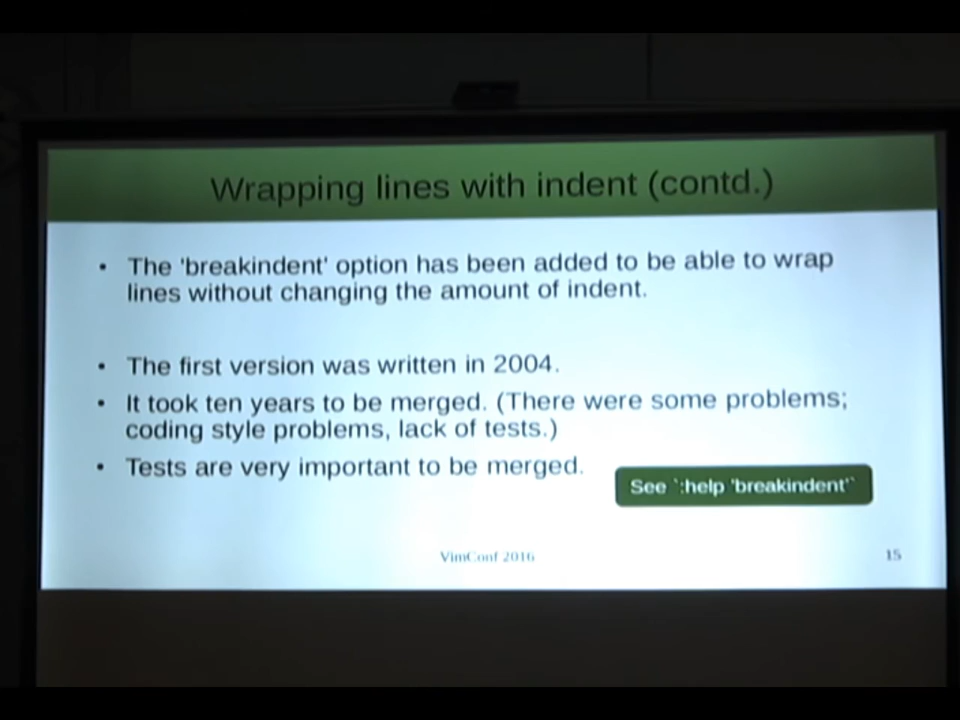 Wrapping lines with indent (contd.)
• The 'breakindent' option has been added to be able to wrap
lines without changing the amount of indent.
• The first version was written in 2004.
• It took ten years to be merged. (There were some problems;
coding style problems, lack of tests.)
• Tests are very important to be merged.
See `:help 'breakindent'`
VimConf 2016
15